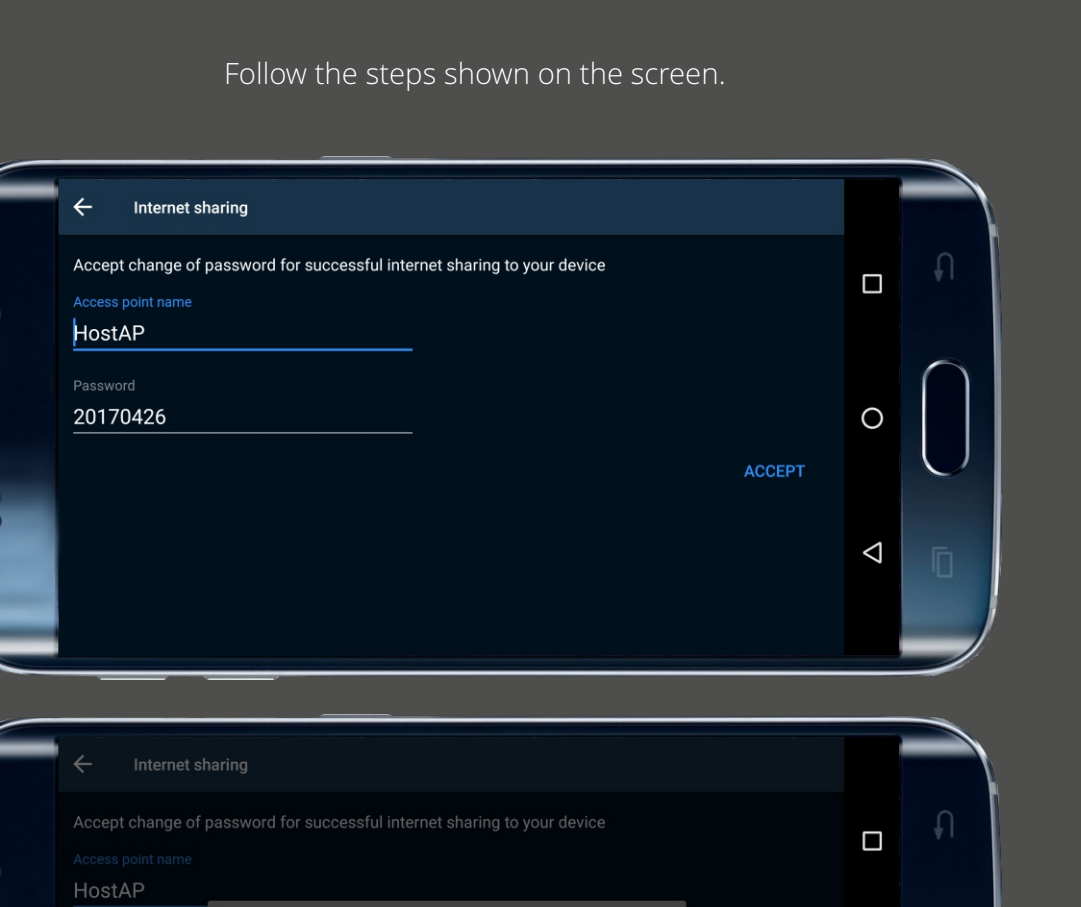 Follow the steps shown on the screen.
Internet sharing
Accept change of password for successful internet sharing to your device
Access point name
HostAP
Password
20170426
ACCEPT
Internet sharing
Accept change of password for successful internet sharing to your device
Access point name
HostAP